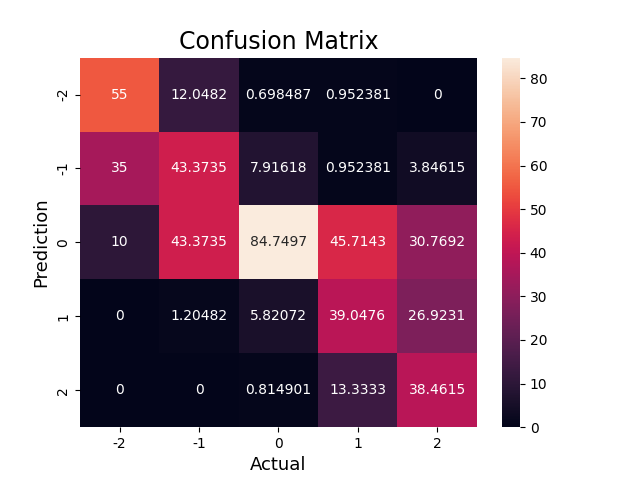 Confusion Matrix
-2 55 12.0482 0.698487 0.952381 0 80
70
-1 35 43.3735 7.91618 0.952381 3.84615 60
50
Prediction
0 10 43.3735 84.7497 45.7143 30.7692 40
30
1 0 1.20482 5.82072 39.0476 26.9231 20
2 0 0 0.814901 13.3333 38.4615 10
0
-2 -1 0 1 2
Actual